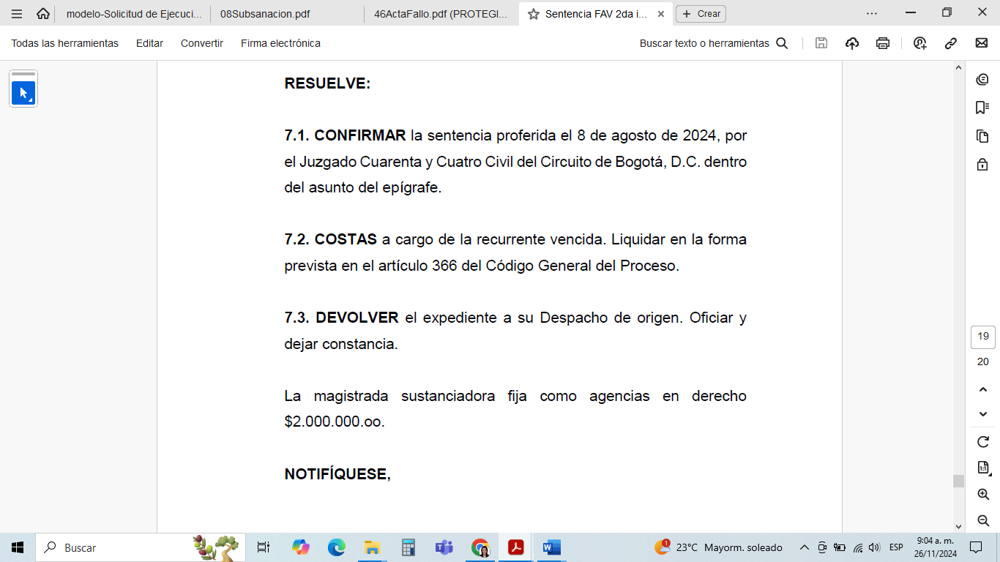 modelo-Solicitud de Ejecuci...
08Subsanacion.pdf
46ActaFallo.pdf (PROTEGI...
Sentencia FAV 2da i...
Crear
Todas las herramientas
Editar
Convertir
Firma electrónica
Buscar texto o herramientas
RESUELVE:
7.1. CONFIRMAR la sentencia proferida el 8 de agosto de 2024, por
el Juzgado Cuarenta y Cuatro Civil del Circuito de Bogotá, D.C. dentro
del asunto del epígrafe.
7.2. COSTAS a cargo de la recurrente vencida. Liquidar en la forma
prevista en el artículo 366 del Código General del Proceso.
7.3. DEVOLVER el expediente a su Despacho de origen. Oficiar y
dejar constancia.
La magistrada sustanciadora fija como agencias en derecho
$2.000.000.oo.
NOTIFÍQUESE,
19
20
1:1
Buscar
1
23°C Mayorm. soleado
ESP
9:04 a. m.
26/11/2024